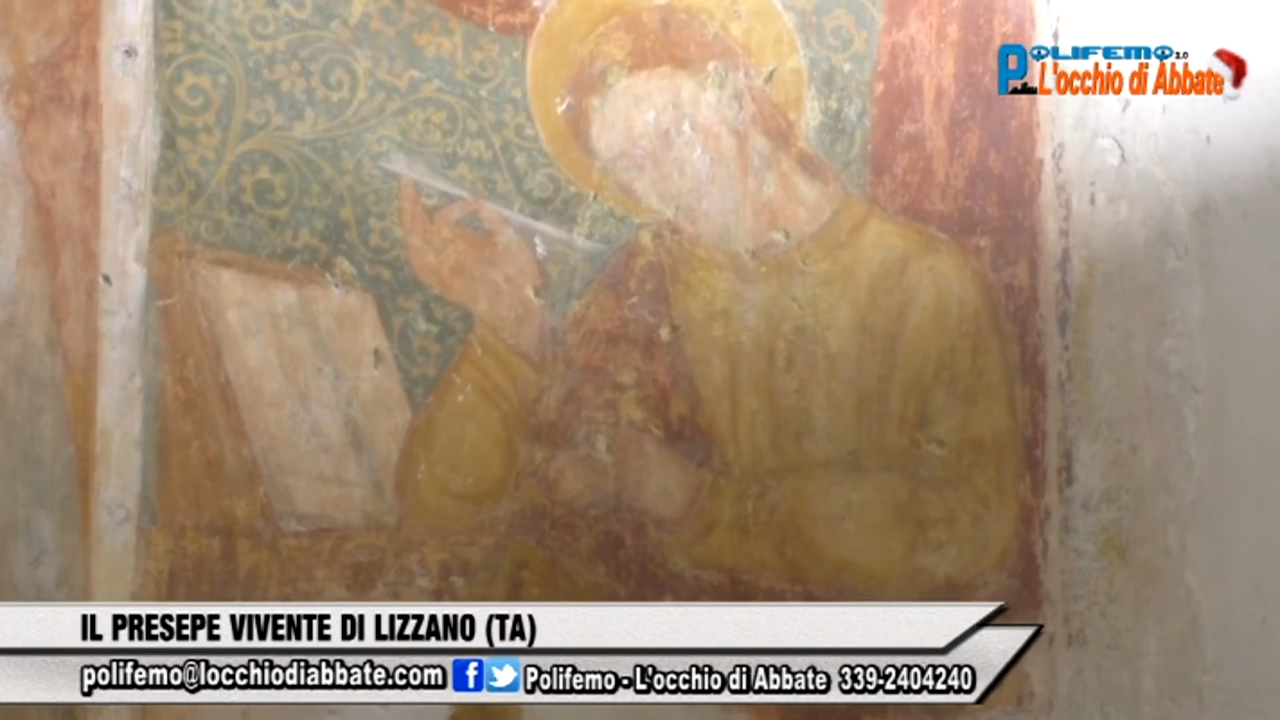 POLIFEMO 2.0
L'occhio di Abbate
IL PRESEPE VIVENTE DI LIZZANO (TA)
polifemo@locchiodiabbate.com f Polifemo - L'occhio di Abbate 339-2404240